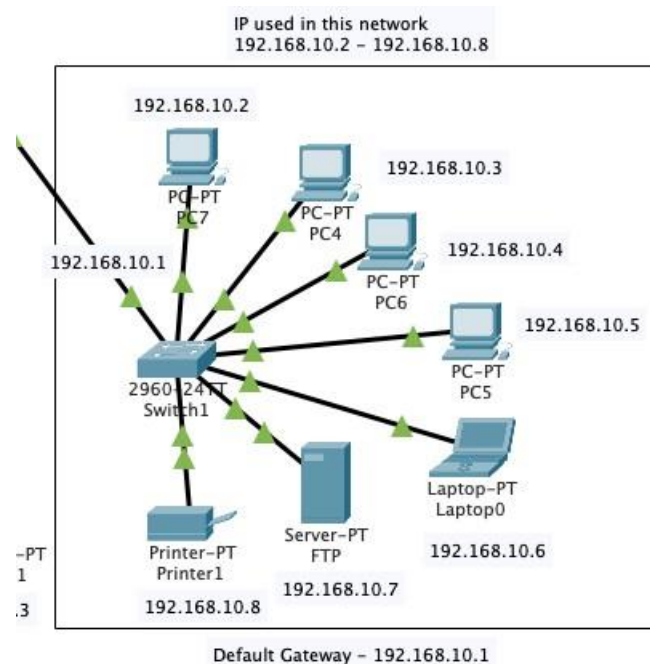 IP used in this network
192.168.10.2 – 192.168.10.8
192.168.10.2
PC-PT
PC7
192.168.10.3
PC-PT
PC4
192.168.10.4
PC-PT
PC6
192.168.10.1
192.168.10.5
PC-PT
PC5
2960-24TT
Switch1
Laptop-PT
Laptop0
192.168.10.6
Server-PT
FTP
192.168.10.7
Printer-PT
Printer1
192.168.10.8
-PT
1
.3
Default Gateway – 192.168.10.1